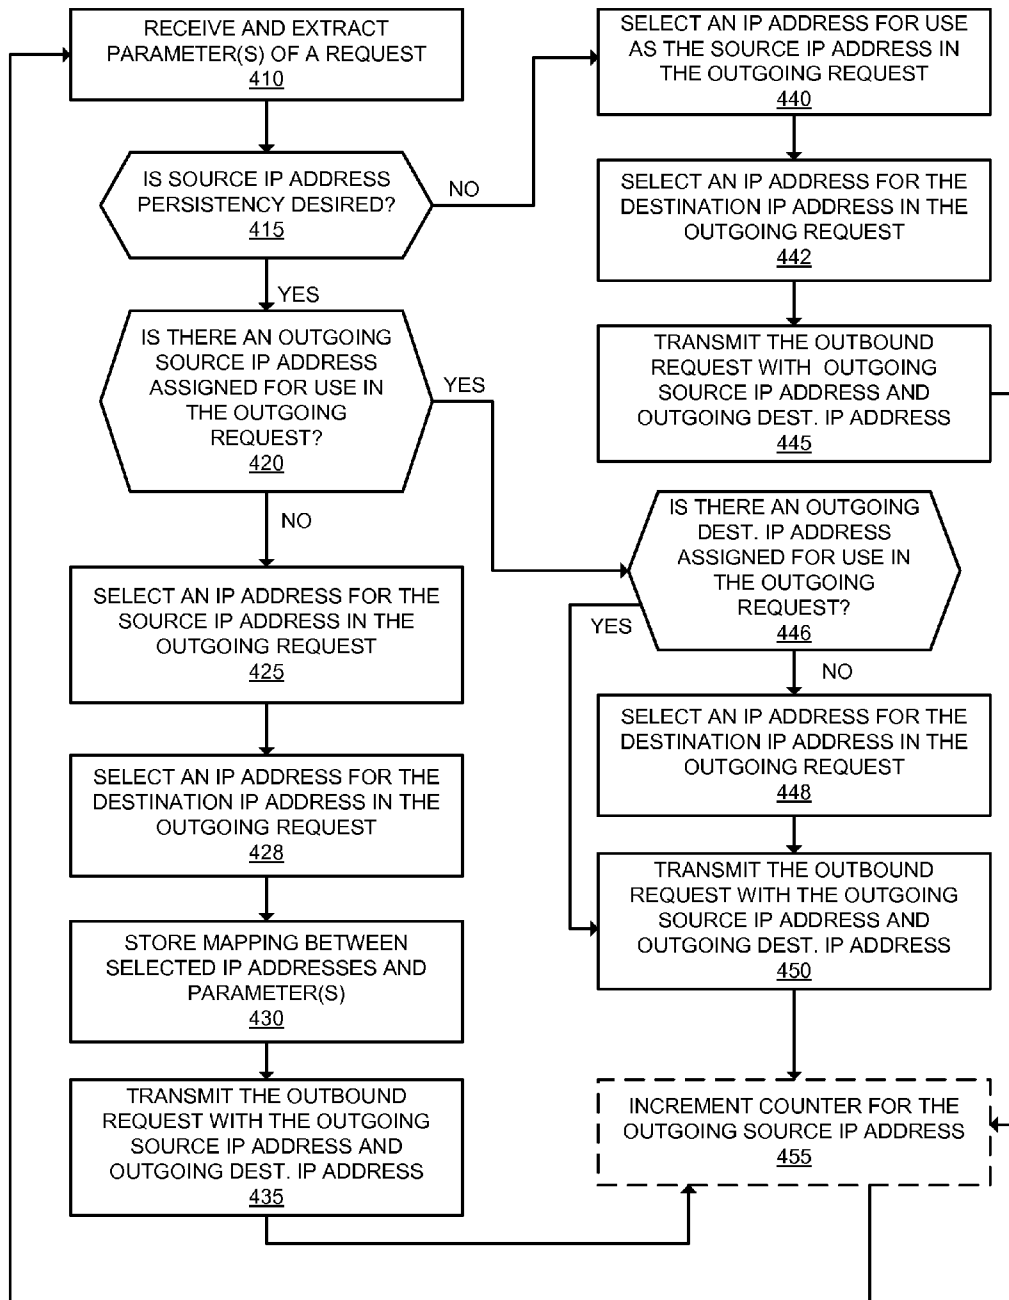 RECEIVE AND EXTRACT
PARAMETER(S) OF A REQUEST
410
IS SOURCE IP ADDRESS
PERSISTENCY DESIRED?
415
NO
YES
IS THERE AN OUTGOING
SOURCE IP ADDRESS
ASSIGNED FOR USE IN
THE OUTGOING
REQUEST?
420
YES
NO
SELECT AN IP ADDRESS FOR THE
SOURCE IP ADDRESS IN THE
OUTGOING REQUEST
425
SELECT AN IP ADDRESS FOR THE
DESTINATION IP ADDRESS IN THE
OUTGOING REQUEST
428
STORE MAPPING BETWEEN
SELECTED IP ADDRESSES AND
PARAMETER(S)
430
TRANSMIT THE OUTBOUND
REQUEST WITH THE OUTGOING
SOURCE IP ADDRESS AND
OUTGOING DEST. IP ADDRESS
435
SELECT AN IP ADDRESS FOR USE
AS THE SOURCE IP ADDRESS IN
THE OUTGOING REQUEST
440
SELECT AN IP ADDRESS FOR THE
DESTINATION IP ADDRESS IN THE
OUTGOING REQUEST
442
TRANSMIT THE OUTBOUND
REQUEST WITH OUTGOING
SOURCE IP ADDRESS AND
OUTGOING DEST. IP ADDRESS
445
IS THERE AN OUTGOING
DEST. IP ADDRESS
ASSIGNED FOR USE IN
THE OUTGOING
REQUEST?
446
YES
NO
SELECT AN IP ADDRESS FOR THE
DESTINATION IP ADDRESS IN THE
OUTGOING REQUEST
448
TRANSMIT THE OUTBOUND
REQUEST WITH THE OUTGOING
SOURCE IP ADDRESS AND
OUTGOING DEST. IP ADDRESS
450
INCREMENT COUNTER FOR THE
OUTGOING SOURCE IP ADDRESS
455